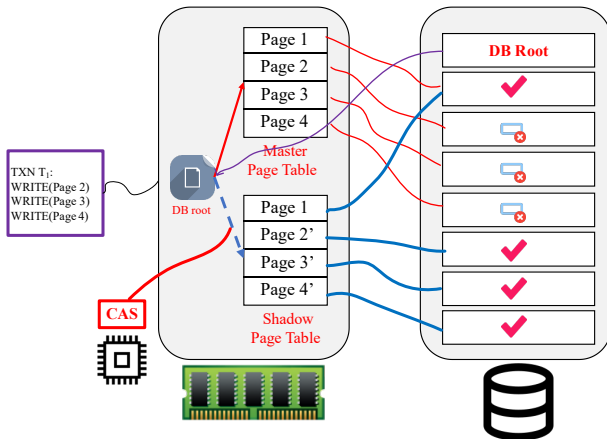 TXN T₁:
WRITE(Page 2)
WRITE(Page 3)
WRITE(Page 4)
Page 1
Page 2
Page 3
Page 4
Master
Page Table
DB root
Page 1
Page 2’
Page 3’
Page 4’
Shadow
Page Table
CAS
DB Root